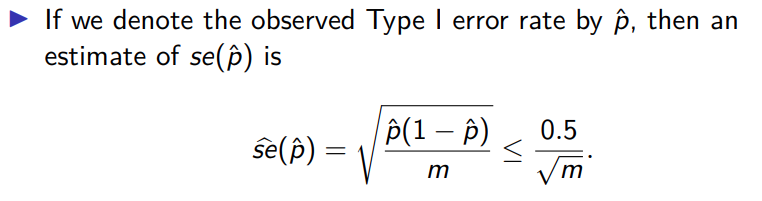 ▶ If we denote the observed Type I error rate by p̂, then an
estimate of se(p̂) is
ŝe(p̂) = √(p̂(1 − p̂)/m) ≤ 0.5/√m.